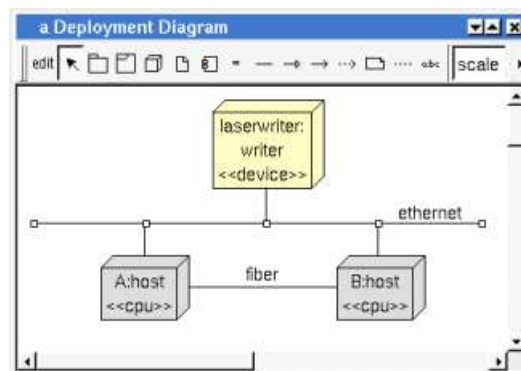 a Deployment Diagram
edit
abc
scale
laserwriter:
writer
<<device>>
ethernet
A:host
<<cpu>>
fiber
B:host
<<cpu>>